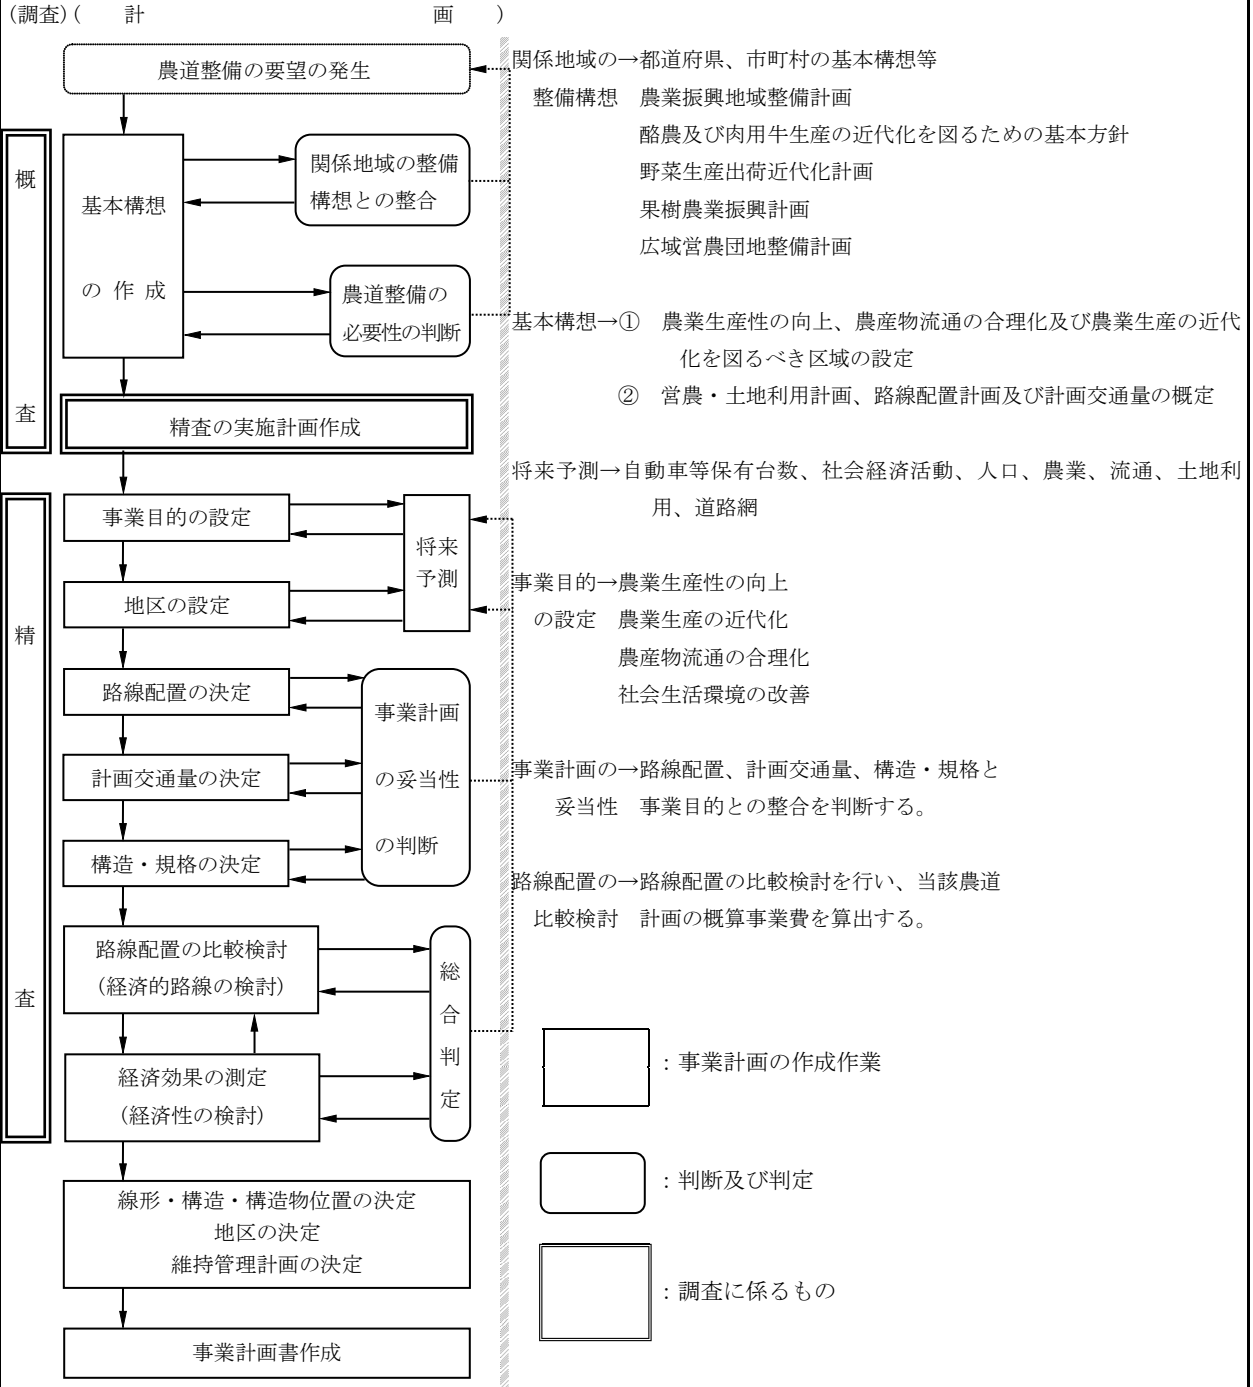 (調査)(　計　画　)
農道整備の要望の発生
概
査
基本構想
の 作 成
関係地域の整備
構想との整合
農道整備の
必要性の判断
精査の実施計画作成
精
査
事業目的の設定
地区の設定
将来
予測
路線配置の決定
計画交通量の決定
構造・規格の決定
事業計画
の妥当性
の判断
路線配置の比較検討
(経済的路線の検討)
経済効果の測定
(経済性の検討)
総
合
判
定
線形・構造・構造物位置の決定
地区の決定
維持管理計画の決定
事業計画書作成
関係地域の→都道府県、市町村の基本構想等
整備構想　農業振興地域整備計画
酪農及び肉用牛生産の近代化を図るための基本方針
野菜生産出荷近代化計画
果樹農業振興計画
広域営農団地整備計画
基本構想→①　農業生産性の向上、農産物流通の合理化及び農業生産の近代
化を図るべき区域の設定
②　営農・土地利用計画、路線配置計画及び計画交通量の概定
将来予測→自動車等保有台数、社会経済活動、人口、農業、流通、土地利
用、道路網
事業目的→農業生産性の向上
の設定　農業生産の近代化
農産物流通の合理化
社会生活環境の改善
事業計画の→路線配置、計画交通量、構造・規格と
妥当性　事業目的との整合を判断する。
路線配置の→路線配置の比較検討を行い、当該農道
比較検討　計画の概算事業費を算出する。
：事業計画の作成作業
：判断及び判定
：調査に係るもの